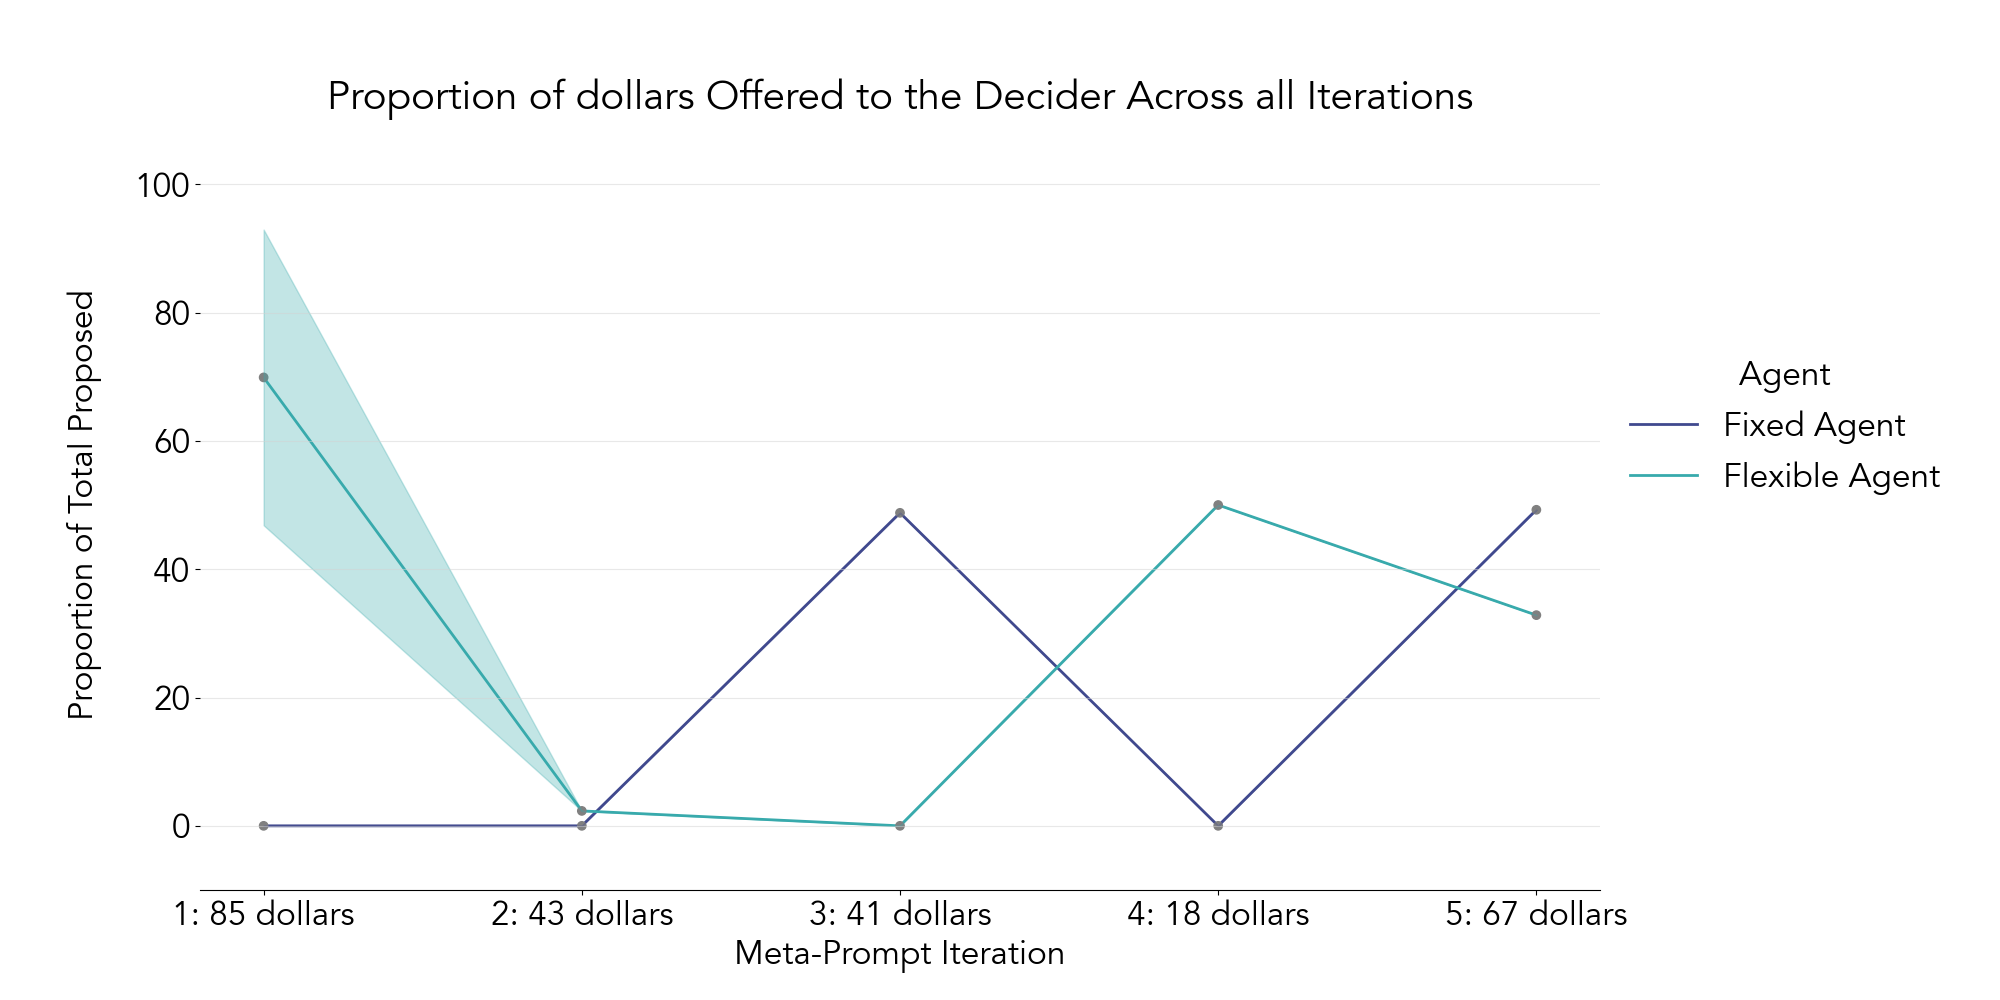 Proportion of dollars Offered to the Decider Across all Iterations
Proportion of Total Proposed
100
80
60
40
20
0
1: 85 dollars
2: 43 dollars
3: 41 dollars
4: 18 dollars
5: 67 dollars
Meta-Prompt Iteration
Agent
Fixed Agent
Flexible Agent